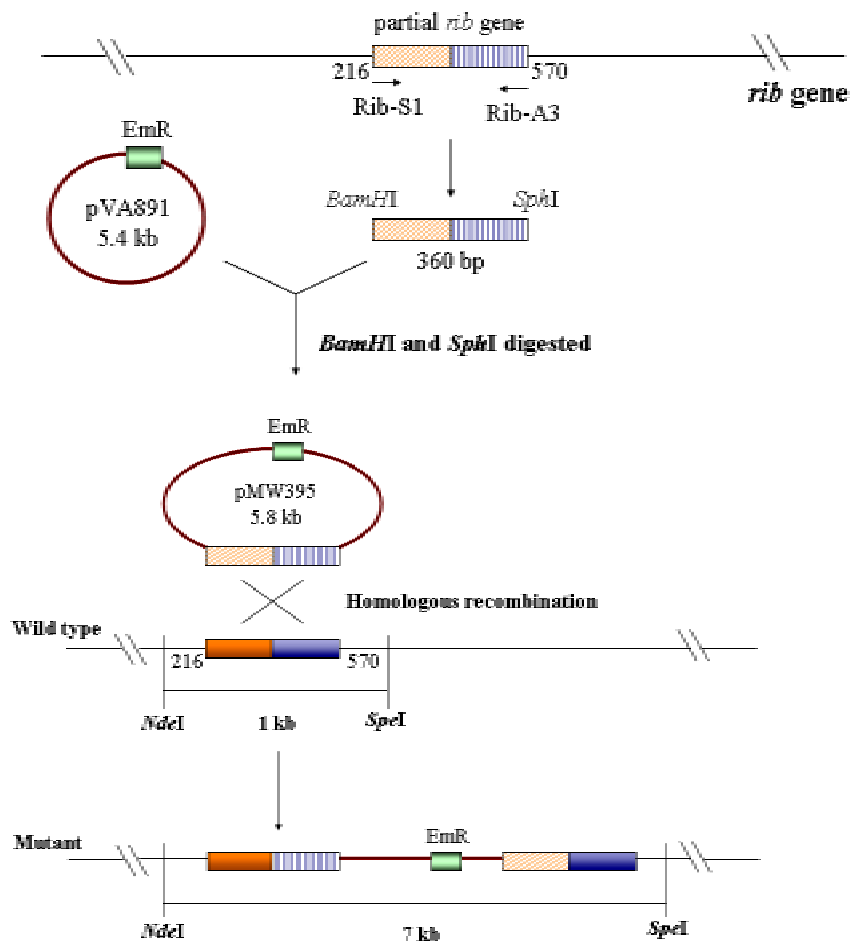 partial rib gene
216
570
Rib-S1
Rib-A3
rib gene
EmR
pVA891
5.4 kb
BamHI
SphI
360 bp
BamHI and SphI digested
EmR
pMW395
5.8 kb
Homologous recombination
Wild type
216
570
NdeI
1 kb
SpeI
Mutant
EmR
NdeI
7 kb
SpeI